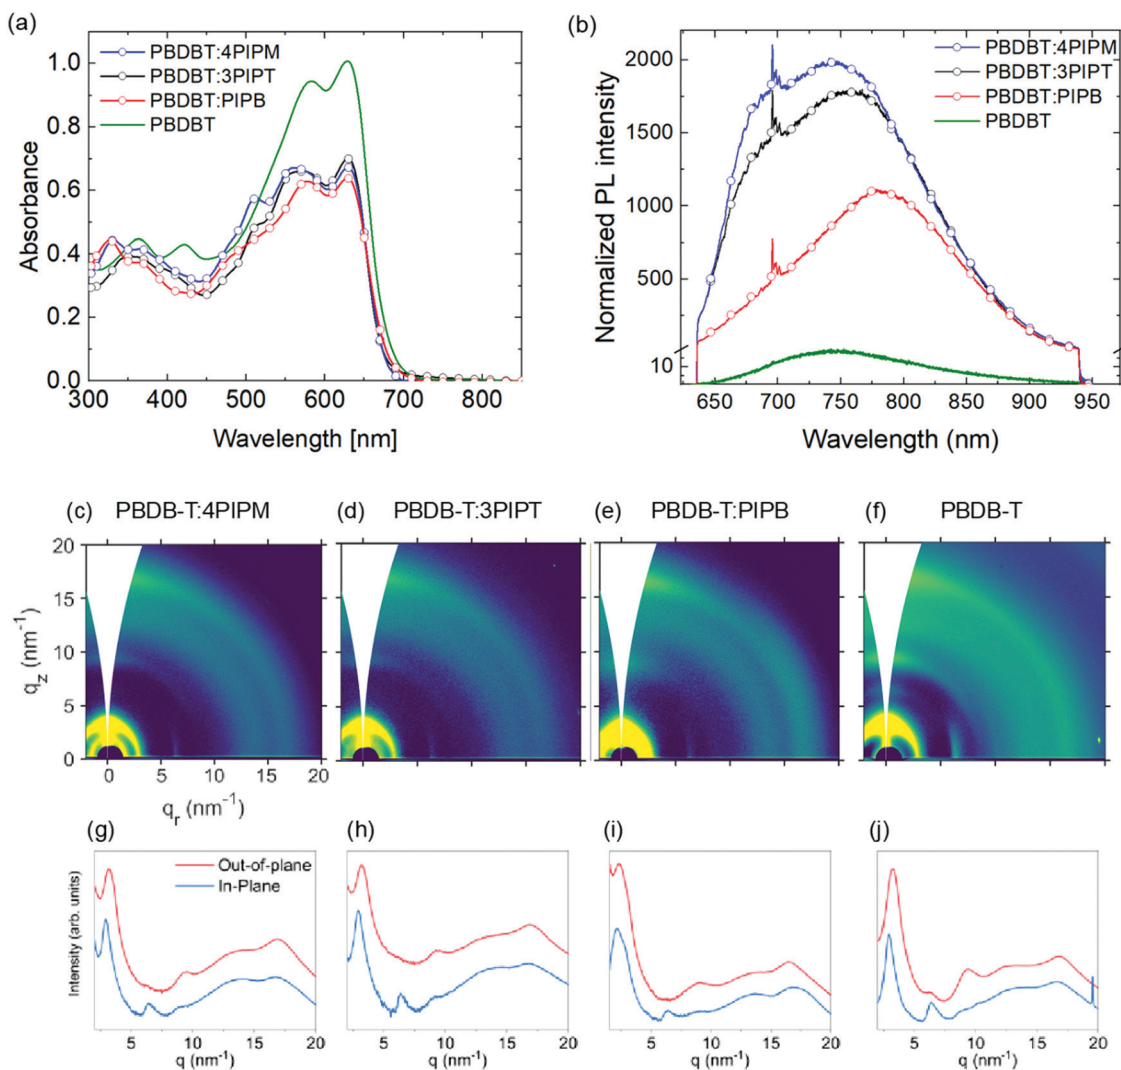 (a)
PBDBT:4PIPM
PBDBT:3PIPT
PBDBT:PIPB
PBDBT
1.0
0.8
0.6
0.4
0.2
0.0
Absorbance
300 400 500 600 700 800
Wavelength [nm]
(b)
PBDBT:4PIPM
PBDBT:3PIPT
PBDBT:PIPB
PBDBT
2000
1500
1000
500
10
Normalized PL intensity
650 700 750 800 850 900 950
Wavelength (nm)
(c) PBDB-T:4PIPM
(d) PBDB-T:3PIPT
(e) PBDB-T:PIPB
(f) PBDB-T
20
15
10
5
0
qz (nm-1)
0 5 10 15 20
qr (nm-1)
(g)
Out-of-plane
In-Plane
Intensity (arb. units)
5 10 15 20
q (nm-1)
(h)
5 10 15 20
q (nm-1)
(i)
5 10 15 20
q (nm-1)
(j)
5 10 15 20
q (nm-1)